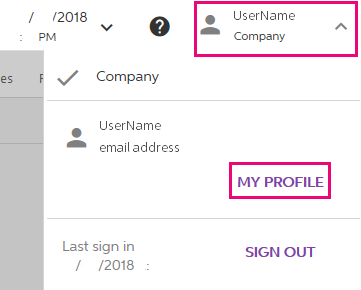 / /2018
: PM
?
UserName
Company
es F
Company
UserName
email address
MY PROFILE
Last sign in
/ /2018 :
SIGN OUT